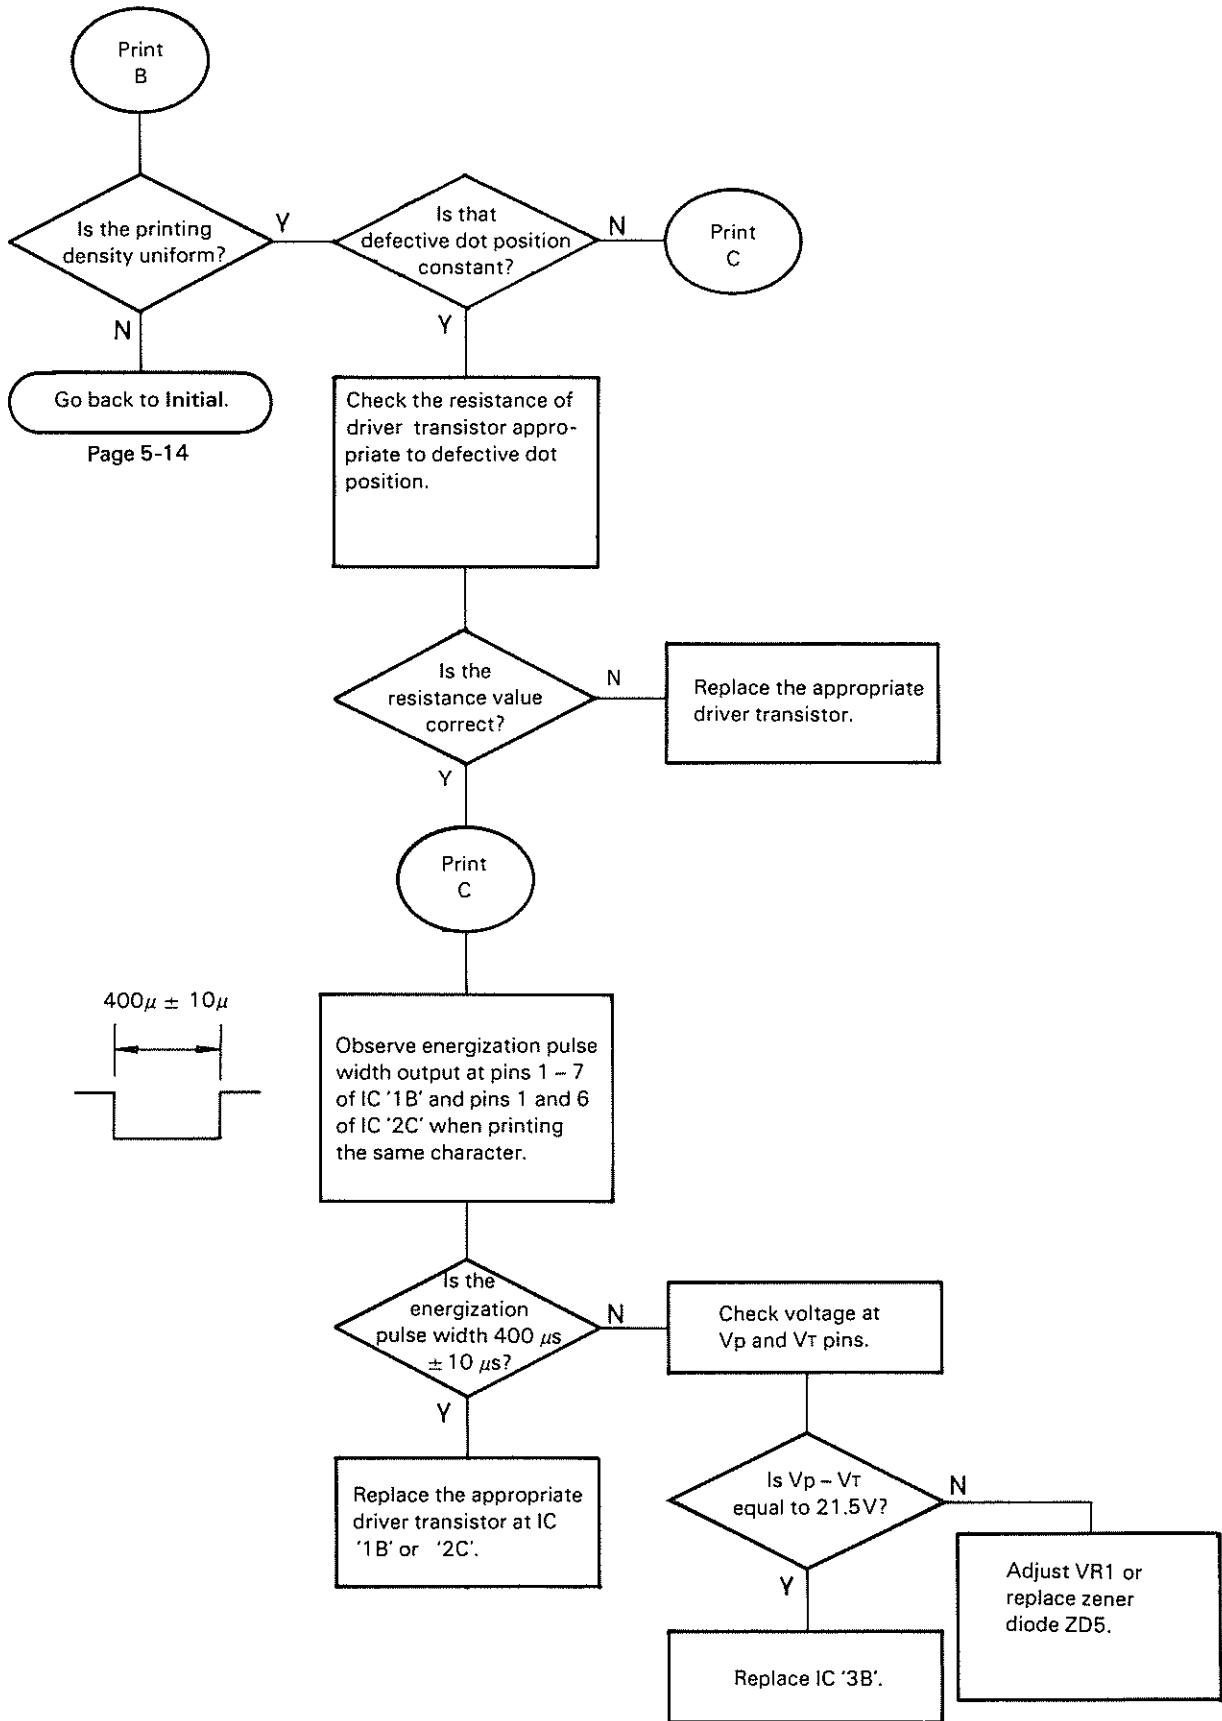 Print
B
Is the printing
density uniform?
Y
Is that
defective dot position
constant?
N
Print
C
N
Y
Go back to Initial.
Page 5-14
Check the resistance of
driver transistor appro-
priate to defective dot
position.
Is the
resistance value
correct?
N
Replace the appropriate
driver transistor.
Y
Print
C
400μ ± 10μ
Observe energization pulse
width output at pins 1 – 7
of IC '1B' and pins 1 and 6
of IC '2C' when printing
the same character.
Is the
energization
pulse width 400 μs
± 10 μs?
N
Check voltage at
Vp and VT pins.
Y
Replace the appropriate
driver transistor at IC
'1B' or '2C'.
Is Vp – VT
equal to 21.5V?
N
Adjust VR1 or
replace zener
diode ZD5.
Y
Replace IC '3B'.